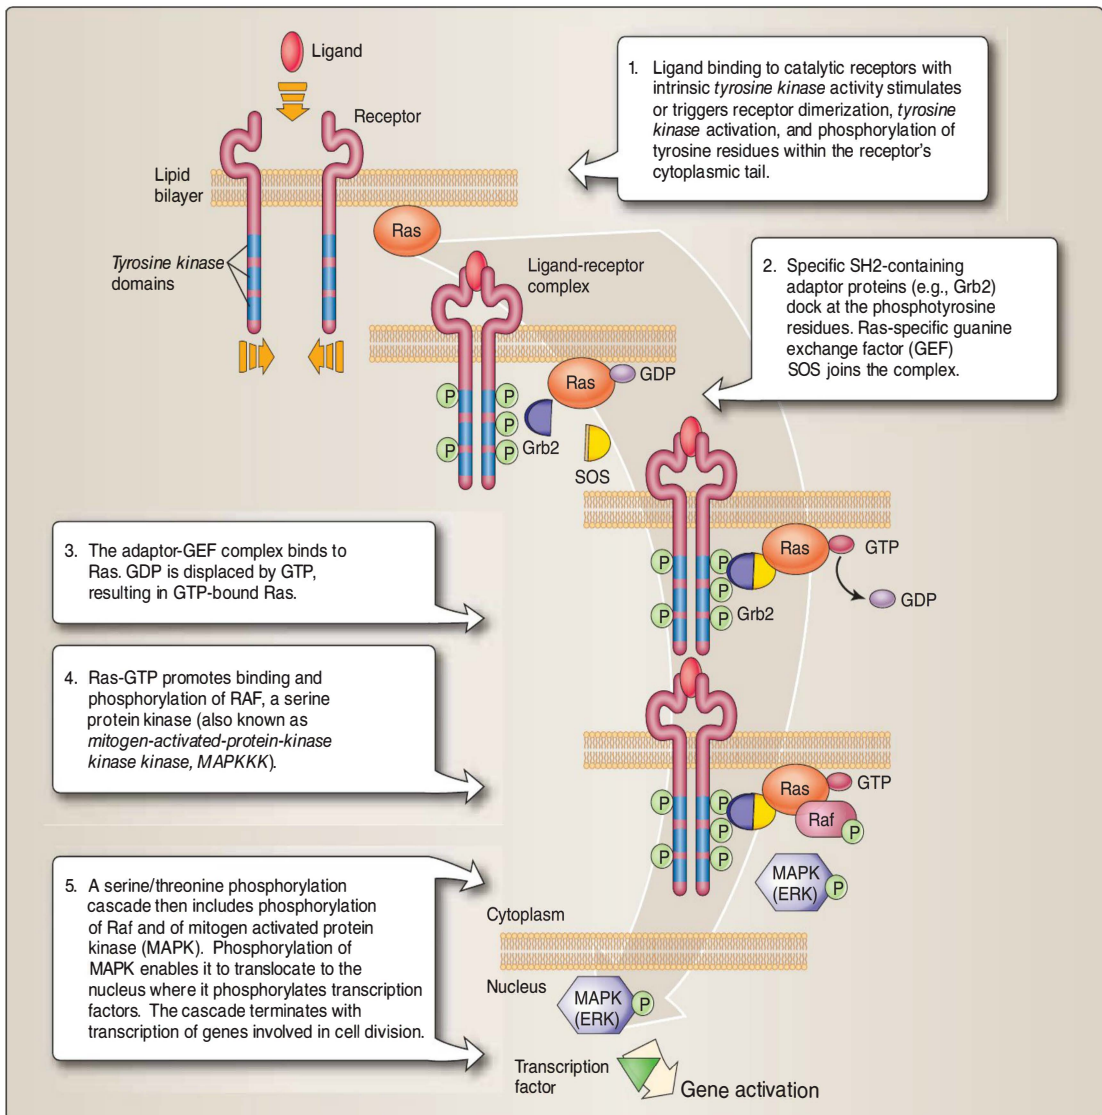 Ligand
Receptor
Lipid
bilayer
Tyrosine kinase
domains
1. Ligand binding to catalytic receptors with
intrinsic tyrosine kinase activity stimulates
or triggers receptor dimerization, tyrosine
kinase activation, and phosphorylation of
tyrosine residues within the receptor's
cytoplasmic tail.
Ras
Ligand-receptor
complex
2. Specific SH2-containing
adaptor proteins (e.g., Grb2)
dock at the phosphotyrosine
residues. Ras-specific guanine
exchange factor (GEF)
SOS joins the complex.
Ras
GDP
P
P
P
P
P
Grb2
SOS
3. The adaptor-GEF complex binds to
Ras. GDP is displaced by GTP,
resulting in GTP-bound Ras.
Ras
GTP
GDP
P
P
P
P
P
Grb2
4. Ras-GTP promotes binding and
phosphorylation of RAF, a serine
protein kinase (also known as
mitogen-activated-protein-kinase
kinase kinase, MAPKKK).
Ras
GTP
Raf
P
P
P
P
P
P
MAPK
(ERK)
P
5. A serine/threonine phosphorylation
cascade then includes phosphorylation
of Raf and of mitogen activated protein
kinase (MAPK). Phosphorylation of
MAPK enables it to translocate to the
nucleus where it phosphorylates transcription
factors. The cascade terminates with
transcription of genes involved in cell division.
Cytoplasm
Nucleus
MAPK
(ERK)
P
Transcription
factor
Gene activation